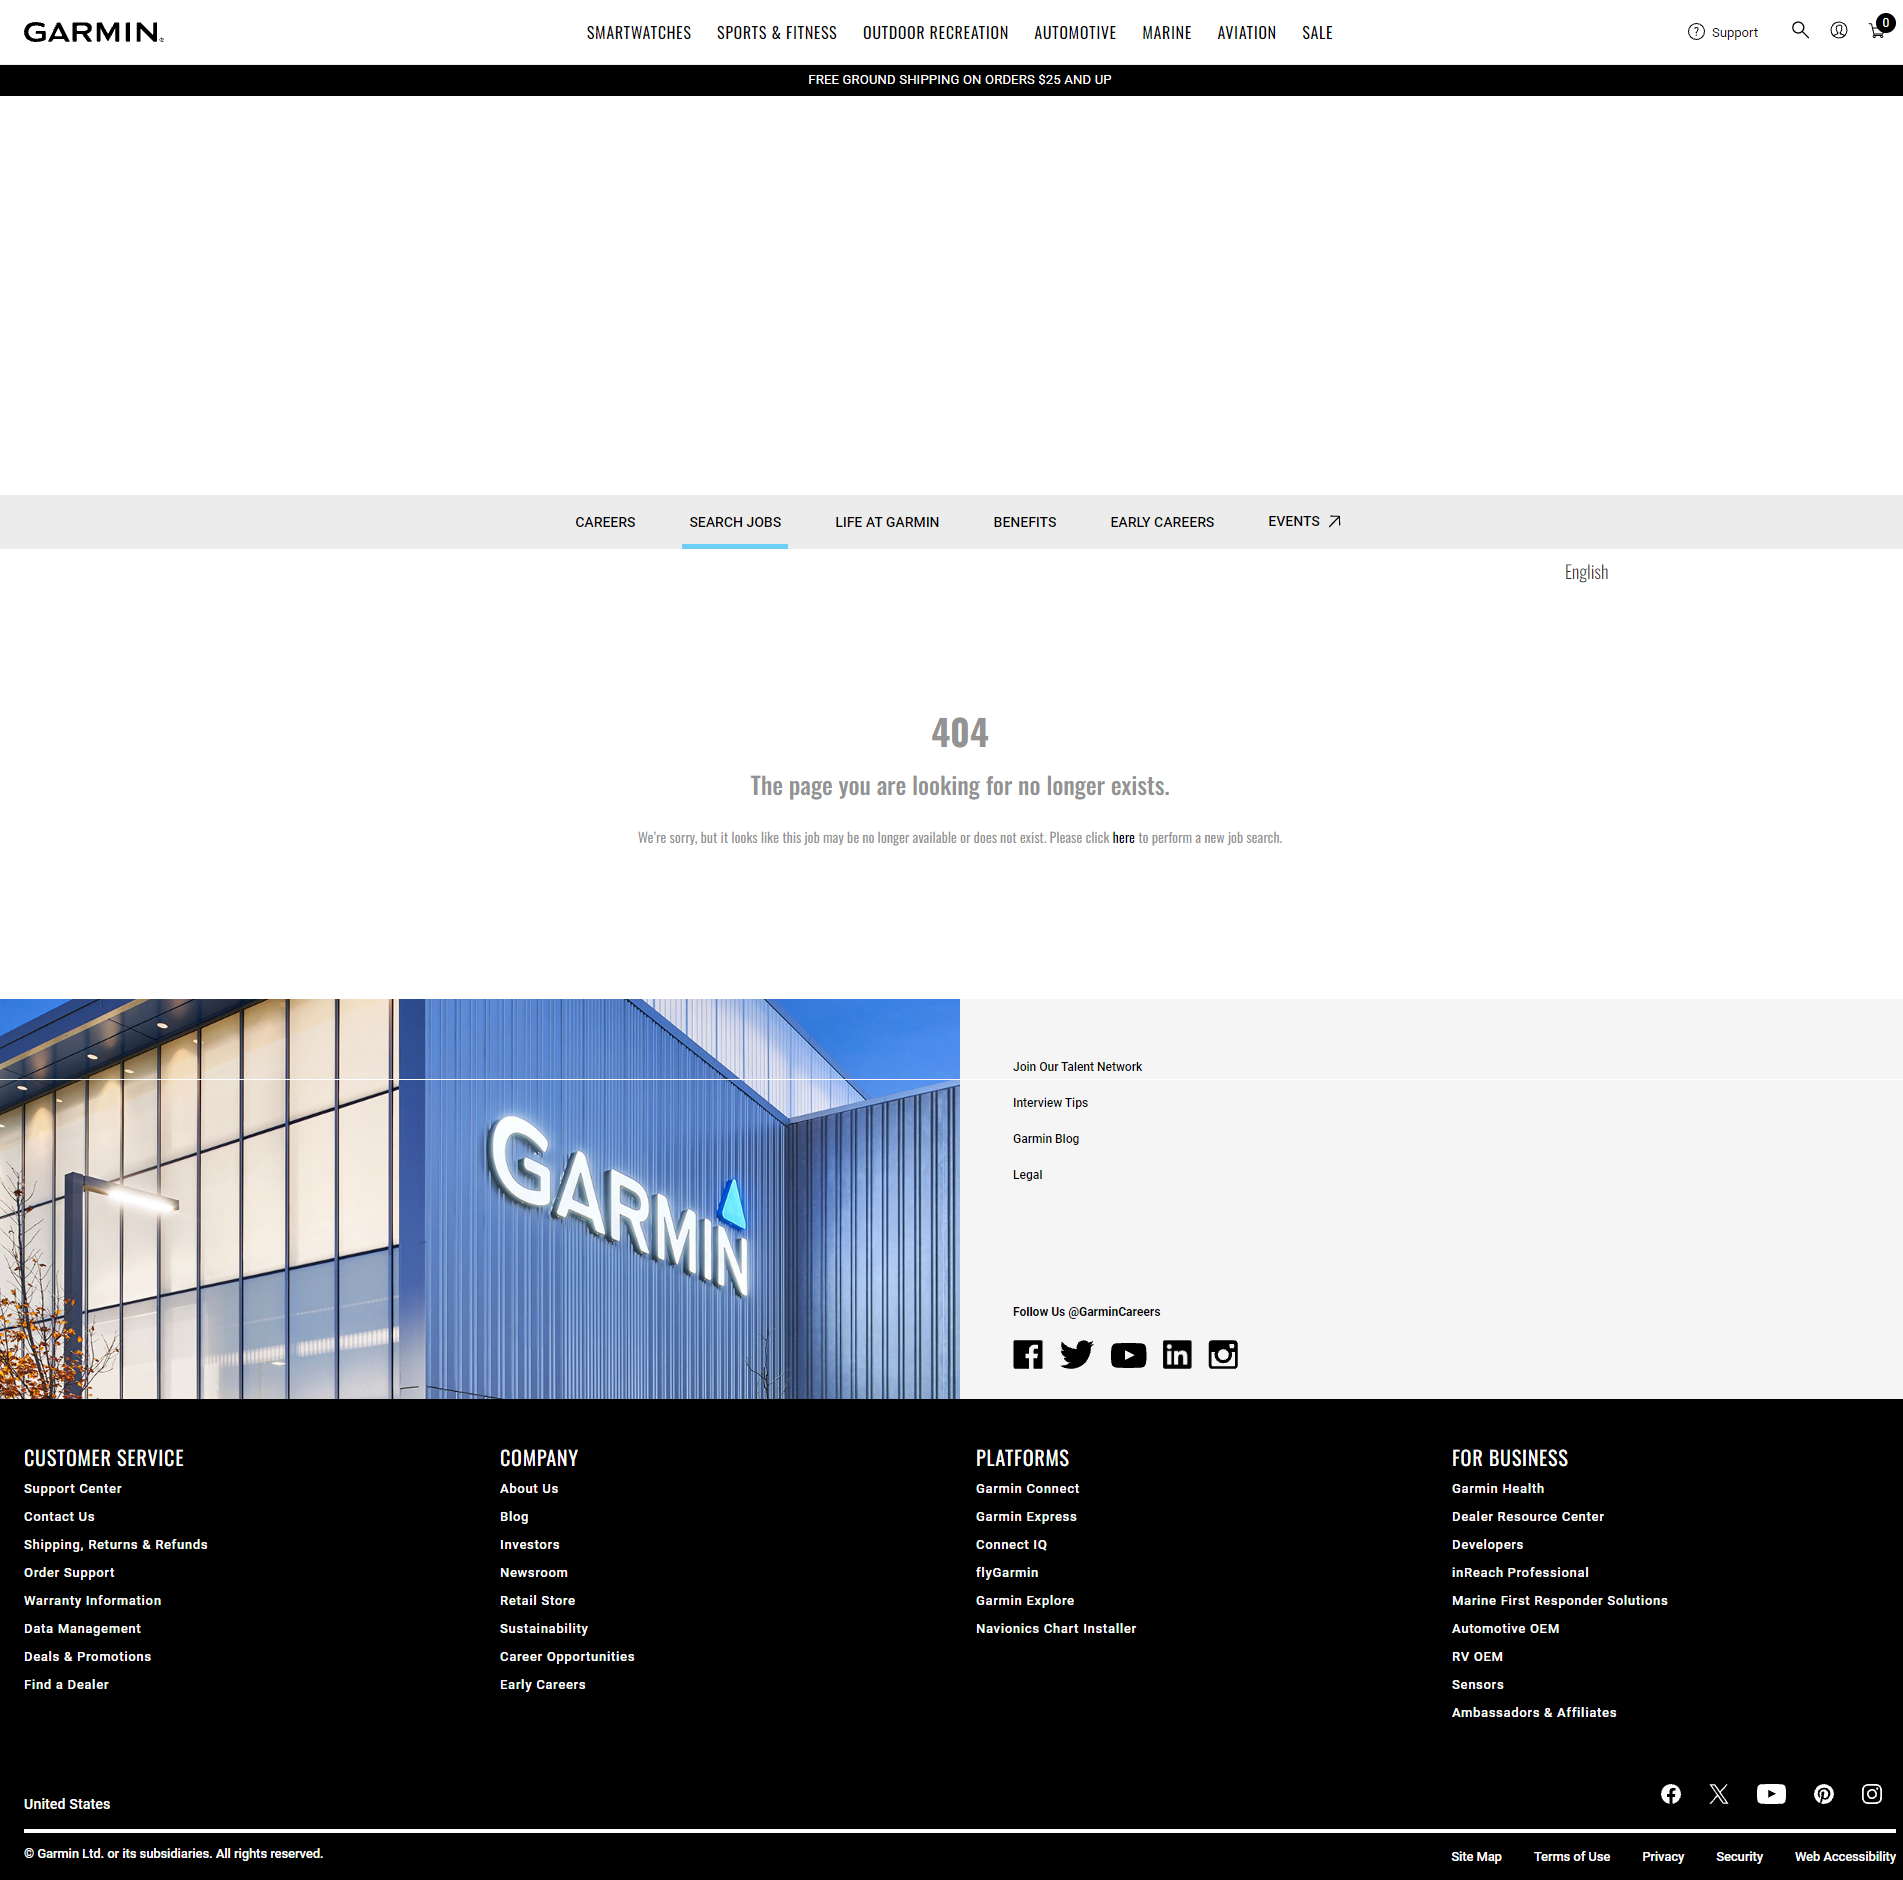 GARMIN
SMARTWATCHES SPORTS & FITNESS OUTDOOR RECREATION AUTOMOTIVE MARINE AVIATION SALE
Support
0
FREE GROUND SHIPPING ON ORDERS $25 AND UP
CAREERS SEARCH JOBS LIFE AT GARMIN BENEFITS EARLY CAREERS EVENTS
English
404
The page you are looking for no longer exists.
We're sorry, but it looks like this job may be no longer available or does not exist. Please click here to perform a new job search.
GARMIN
Join Our Talent Network
Interview Tips
Garmin Blog
Legal
Follow Us @GarminCareers
CUSTOMER SERVICE
Support Center
Contact Us
Shipping, Returns & Refunds
Order Support
Warranty Information
Data Management
Deals & Promotions
Find a Dealer
COMPANY
About Us
Blog
Investors
Newsroom
Retail Store
Sustainability
Career Opportunities
Early Careers
PLATFORMS
Garmin Connect
Garmin Express
Connect IQ
flyGarmin
Garmin Explore
Navionics Chart Installer
FOR BUSINESS
Garmin Health
Dealer Resource Center
Developers
inReach Professional
Marine First Responder Solutions
Automotive OEM
RV OEM
Sensors
Ambassadors & Affiliates
United States
© Garmin Ltd. or its subsidiaries. All rights reserved.
Site Map Terms of Use Privacy Security Web Accessibility